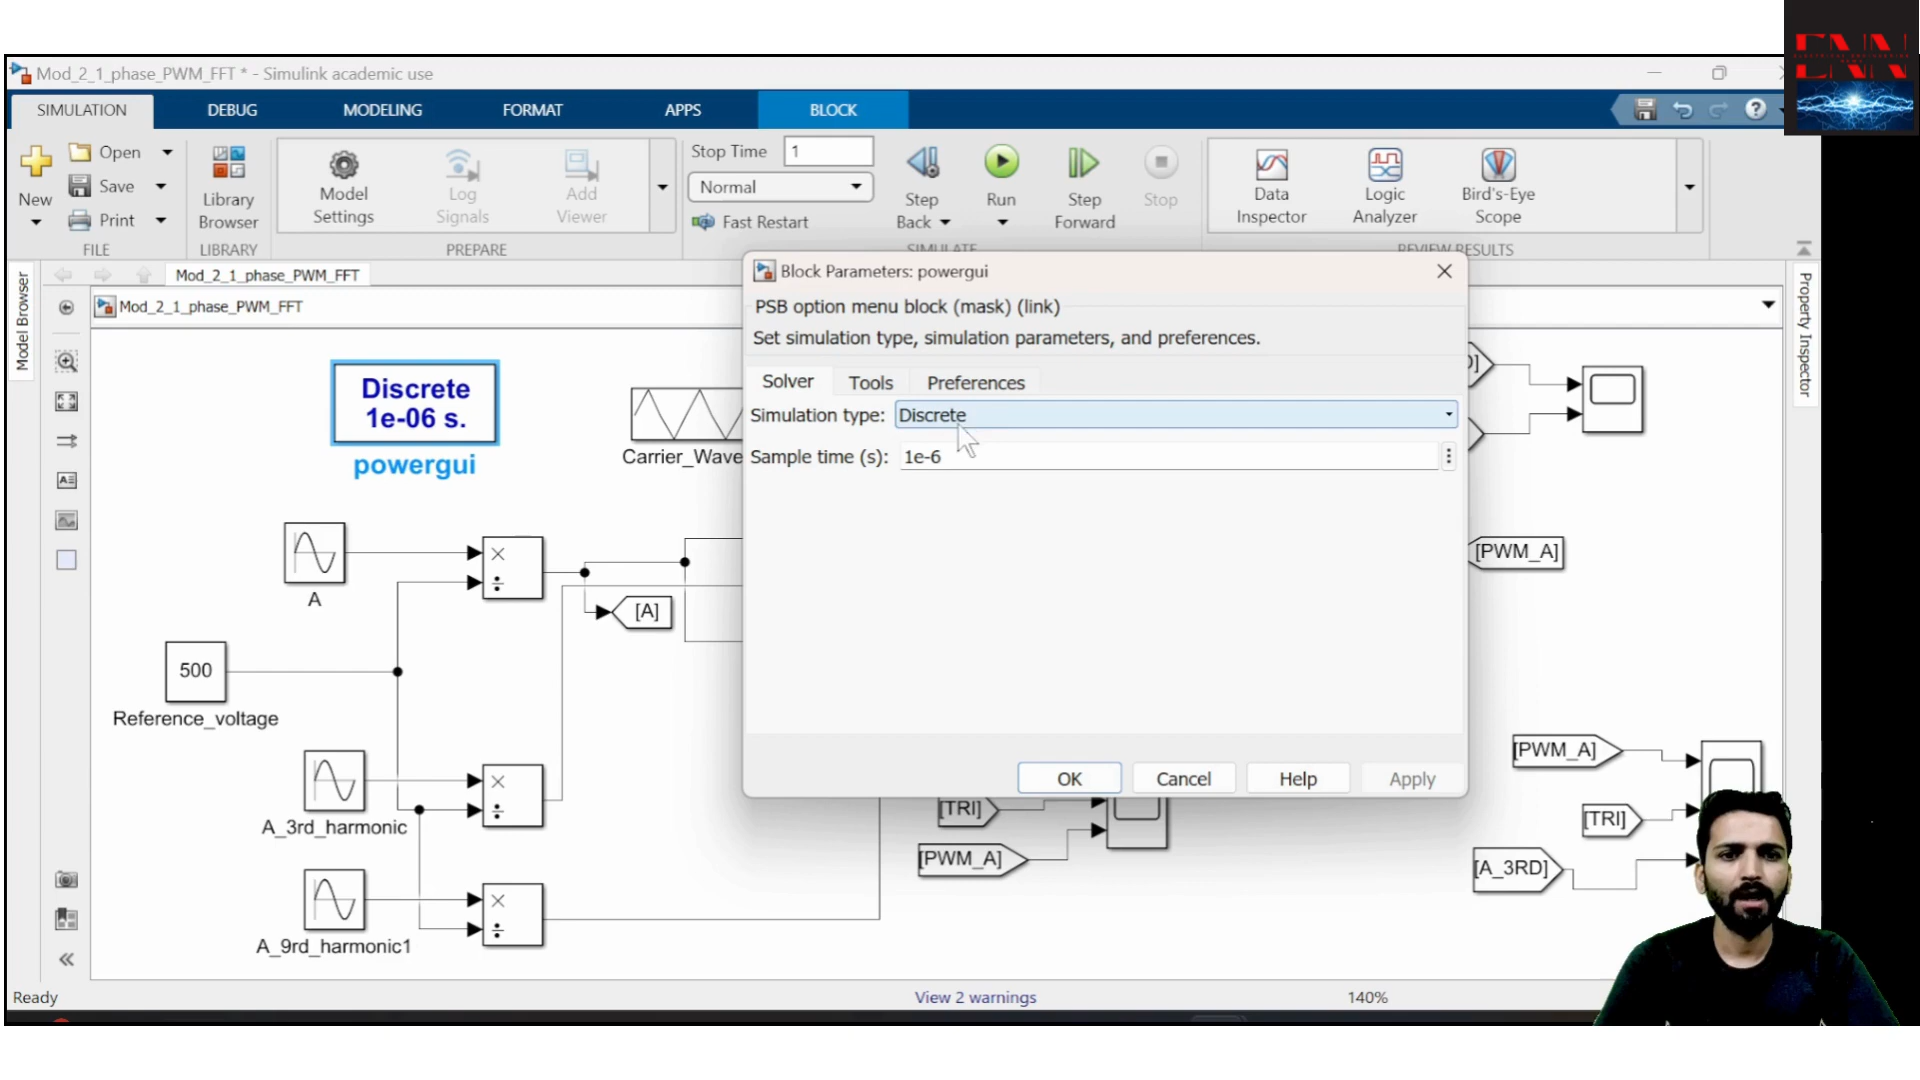 ENN
Mod_2_1_phase_PWM_FFT * - Simulink academic use
SIMULATION
DEBUG
MODELING
FORMAT
APPS
BLOCK
New
Open
Save
Print
FILE
Library
Browser
LIBRARY
Model
Settings
Log
Signals
Add
Viewer
PREPARE
Stop Time 1
Normal
Fast Restart
Step
Back
Run
Step
Forward
Stop
SIMULATE
Data
Inspector
Logic
Analyzer
Bird's-Eye
Scope
REVIEW RESULTS
Model Browser
Mod_2_1_phase_PWM_FFT
Mod_2_1_phase_PWM_FFT
Property Inspector
Block Parameters: powergui
PSB option menu block (mask) (link)
Set simulation type, simulation parameters, and preferences.
Solver
Tools
Preferences
Simulation type: Discrete
Sample time (s): 1e-6
OK
Cancel
Help
Apply
Discrete
1e-06 s.
powergui
Carrier_Wave
A
[A]
500
Reference_voltage
A_3rd_harmonic
A_9rd_harmonic1
[TRI]
[PWM_A]
[PWM_A]
[PWM_A]
[TRI]
[A_3RD]
Ready
View 2 warnings
140%